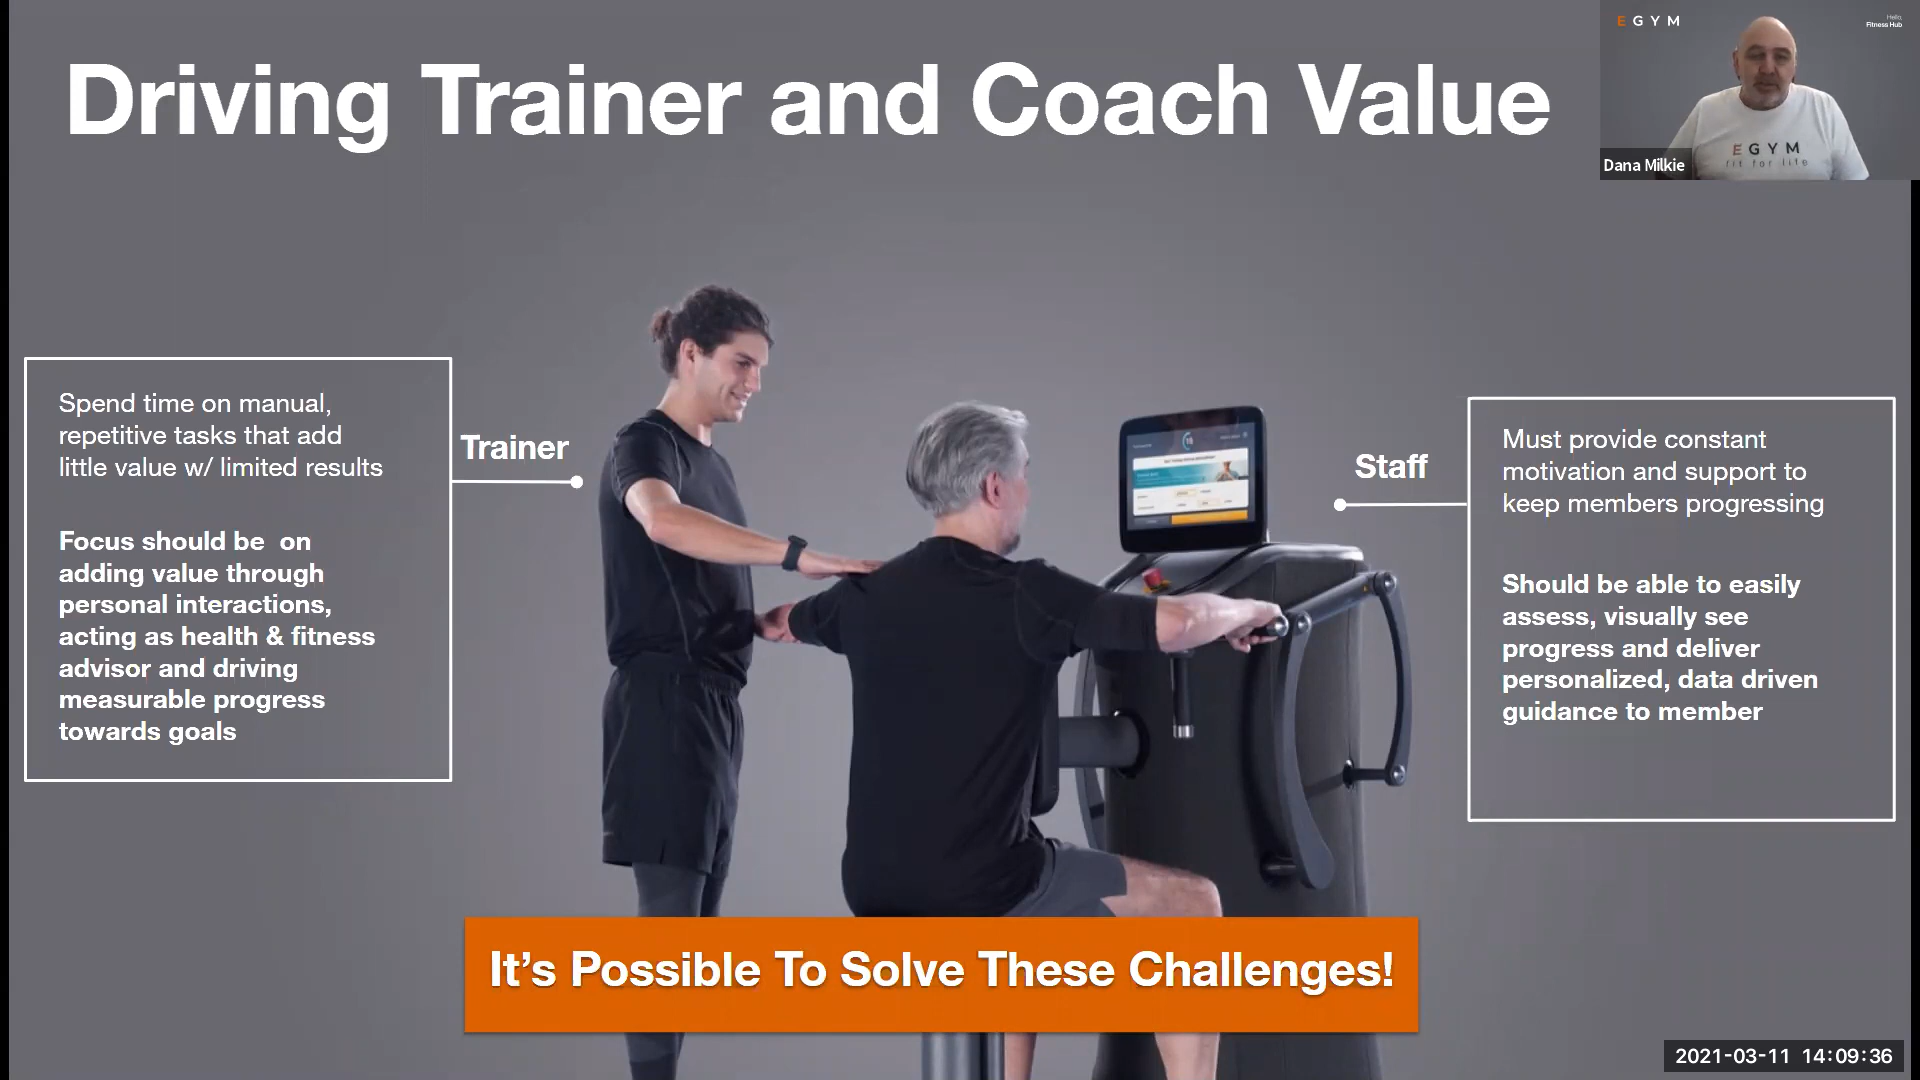 Driving Trainer and Coach Value
EGYM
Hello,
Fitness Hub
EGYM
fit for life
Dana Milkie
Spend time on manual,
repetitive tasks that add
little value w/ limited results
Focus should be  on
adding value through
personal interactions,
acting as health & fitness
advisor and driving
measurable progress
towards goals
Trainer
Staff
Must provide constant
motivation and support to
keep members progressing
Should be able to easily
assess, visually see
progress and deliver
personalized, data driven
guidance to member
It's Possible To Solve These Challenges!
2021-03-11  14:09:36